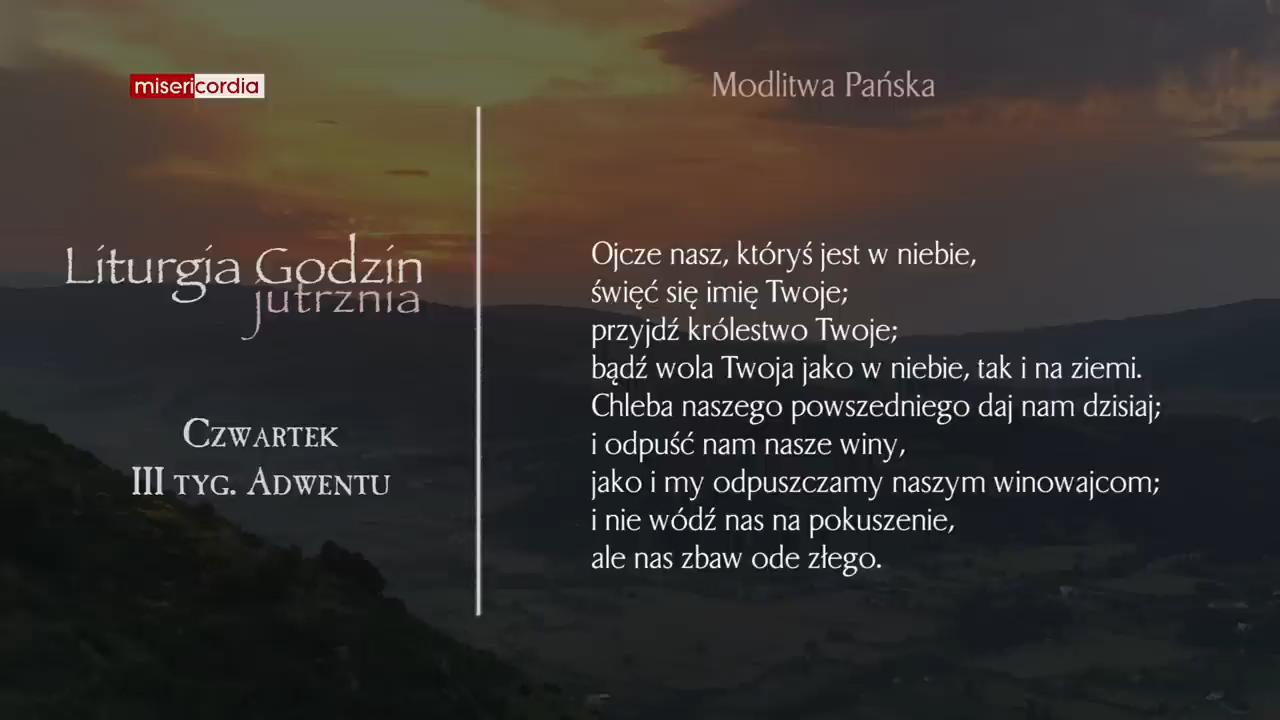 misericordia
Modlitwa Pańska
Liturgia Godzin
jutrznia
Czwartek
III tyg. Adwentu
Ojcze nasz, któryś jest w niebie,
święć się imię Twoje;
przyjdź królestwo Twoje;
bądź wola Twoja jako w niebie, tak i na ziemi.
Chleba naszego powszedniego daj nam dzisiaj;
i odpuść nam nasze winy,
jako i my odpuszczamy naszym winowajcom;
i nie wódź nas na pokuszenie,
ale nas zbaw ode złego.